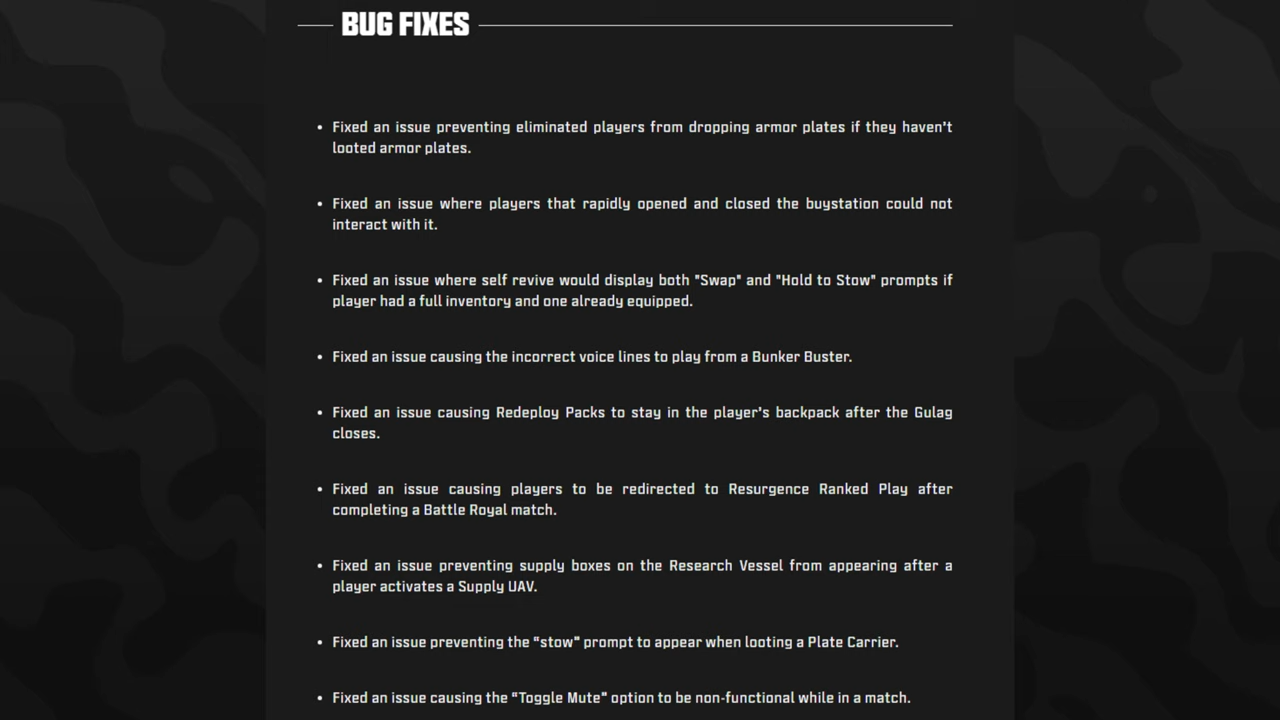 BUG FIXES
• Fixed an issue preventing eliminated players from dropping armor plates if they haven't
looted armor plates.
• Fixed an issue where players that rapidly opened and closed the buystation could not
interact with it.
• Fixed an issue where self revive would display both "Swap" and "Hold to Stow" prompts if
player had a full inventory and one already equipped.
• Fixed an issue causing the incorrect voice lines to play from a Bunker Buster.
• Fixed an issue causing Redeploy Packs to stay in the player's backpack after the Gulag
closes.
• Fixed an issue causing players to be redirected to Resurgence Ranked Play after
completing a Battle Royal match.
• Fixed an issue preventing supply boxes on the Research Vessel from appearing after a
player activates a Supply UAV.
• Fixed an issue preventing the “stow” prompt to appear when looting a Plate Carrier.
• Fixed an issue causing the “Toggle Mute” option to be non-functional while in a match.